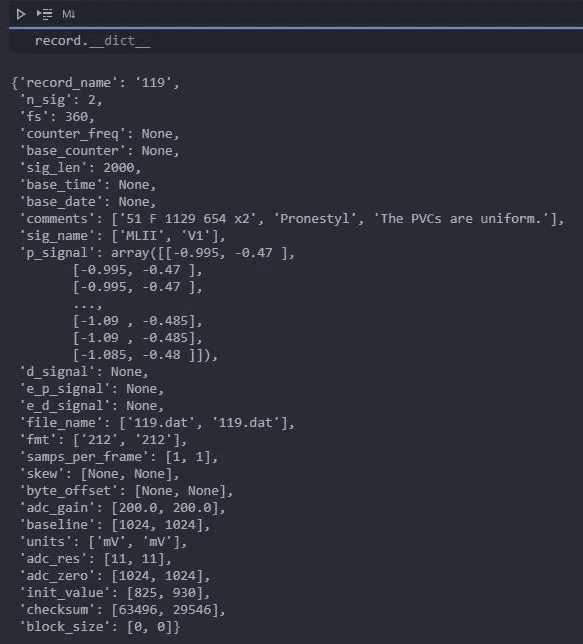 M↓
record.__dict__
{'record_name': '119',
 'n_sig': 2,
 'fs': 360,
 'counter_freq': None,
 'base_counter': None,
 'sig_len': 2000,
 'base_time': None,
 'base_date': None,
 'comments': ['51 F 1129 654 x2', 'Pronestyl', 'The PVCs are uniform.'],
 'sig_name': ['MLII', 'V1'],
 'p_signal': array([[-0.995, -0.47 ],
        [-0.995, -0.47 ],
        [-0.995, -0.47 ],
        ...,
        [-1.09 , -0.485],
        [-1.09 , -0.485],
        [-1.085, -0.48 ]]),
 'd_signal': None,
 'e_p_signal': None,
 'e_d_signal': None,
 'file_name': ['119.dat', '119.dat'],
 'fmt': ['212', '212'],
 'samps_per_frame': [1, 1],
 'skew': [None, None],
 'byte_offset': [None, None],
 'adc_gain': [200.0, 200.0],
 'baseline': [1024, 1024],
 'units': ['mV', 'mV'],
 'adc_res': [11, 11],
 'adc_zero': [1024, 1024],
 'init_value': [825, 930],
 'checksum': [63496, 29546],
 'block_size': [0, 0]}